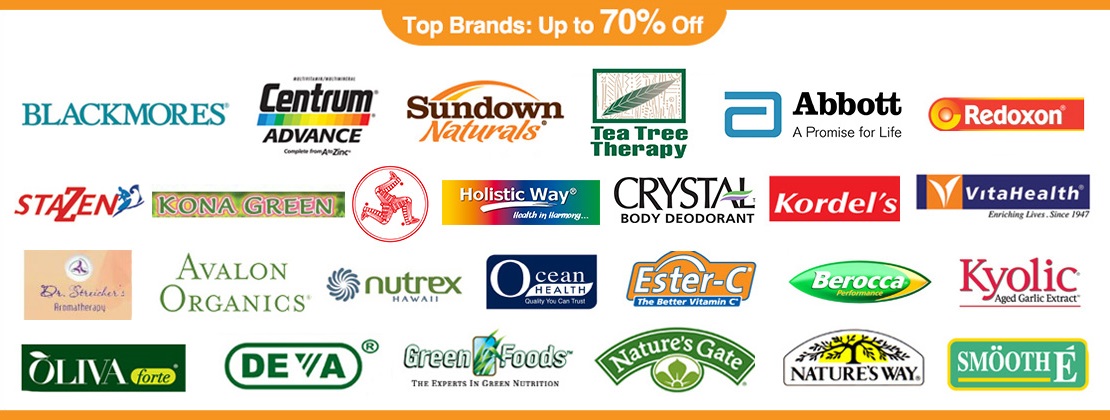 Top Brands: Up to 70% Off
BLACKMORES®
MULTIVITAMIN/MULTIMINERAL
Centrum®
ADVANCE
Complete from A to Zinc®
Sundown
Naturals®
Tea Tree
Therapy
Abbott
A Promise for Life
Redoxon®
STAZEN
KONA GREEN
Holistic Way®
Health in Harmony...
CRYSTAL
BODY DEODORANT
Kordel's
VITAHEALTH®
Enriching Lives. Since 1947
Dr. Streicher's
Aromatherapy
AVALON
ORGANICS®
nutrex
HAWAII
Ocean
HEALTH
Quality You Can Trust
Ester-C®
The Better Vitamin C®
Berocca®
Performance
Kyolic®
Aged Garlic Extract™
ÒLIVA
forte®
DEVA®
Green Foods™
THE EXPERTS IN GREEN NUTRITION
Nature's Gate®
NATURE'S WAY®
SMÖÖTH É